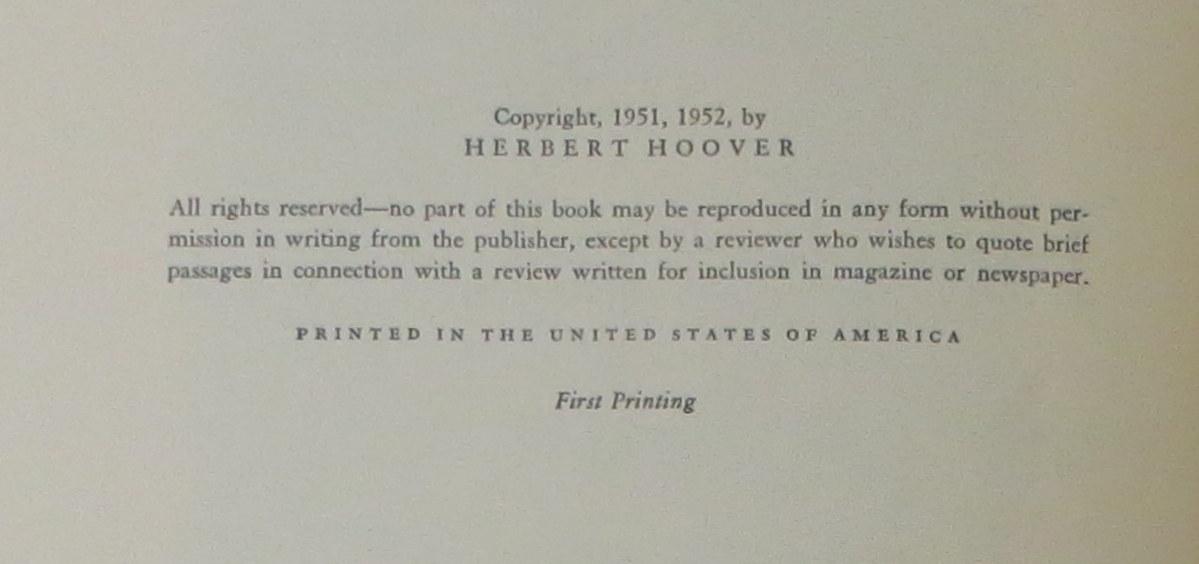 Copyright, 1951, 1952, by
HERBERT HOOVER
All rights reserved—no part of this book may be reproduced in any form without per-
mission in writing from the publisher, except by a reviewer who wishes to quote brief
passages in connection with a review written for inclusion in magazine or newspaper.
PRINTED IN THE UNITED STATES OF AMERICA
First Printing